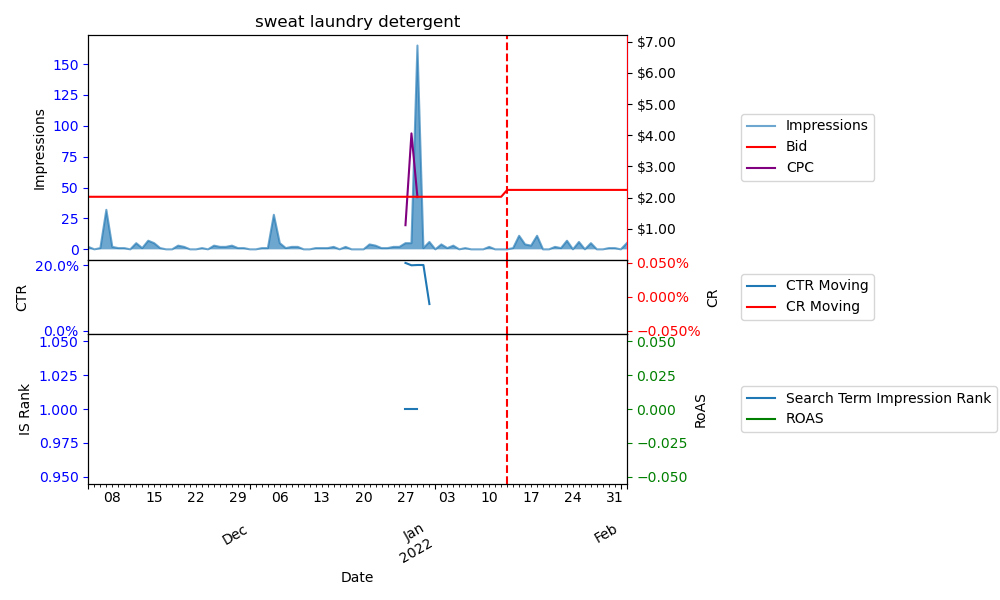 sweat laundry detergent
Impressions
150
125
100
75
50
25
0
$7.00
$6.00
$5.00
$4.00
$3.00
$2.00
$1.00
Impressions
Bid
CPC
CTR
20.0%
0.0%
0.050%
0.000%
−0.050%
CR
CTR Moving
CR Moving
IS Rank
1.050
1.025
1.000
0.975
0.950
0.050
0.025
0.000
−0.025
−0.050
RoAS
Search Term Impression Rank
ROAS
08 15 22 29 06 13 20 27 03 10 17 24 31
Dec Jan Feb
2022
Date